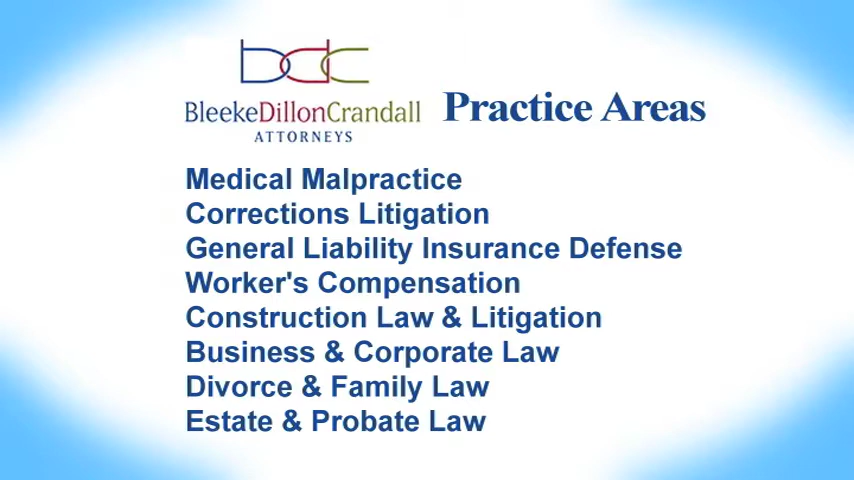 bdc
BleekeDillonCrandall
ATTORNEYS
Practice Areas
Medical Malpractice
Corrections Litigation
General Liability Insurance Defense
Worker's Compensation
Construction Law & Litigation
Business & Corporate Law
Divorce & Family Law
Estate & Probate Law